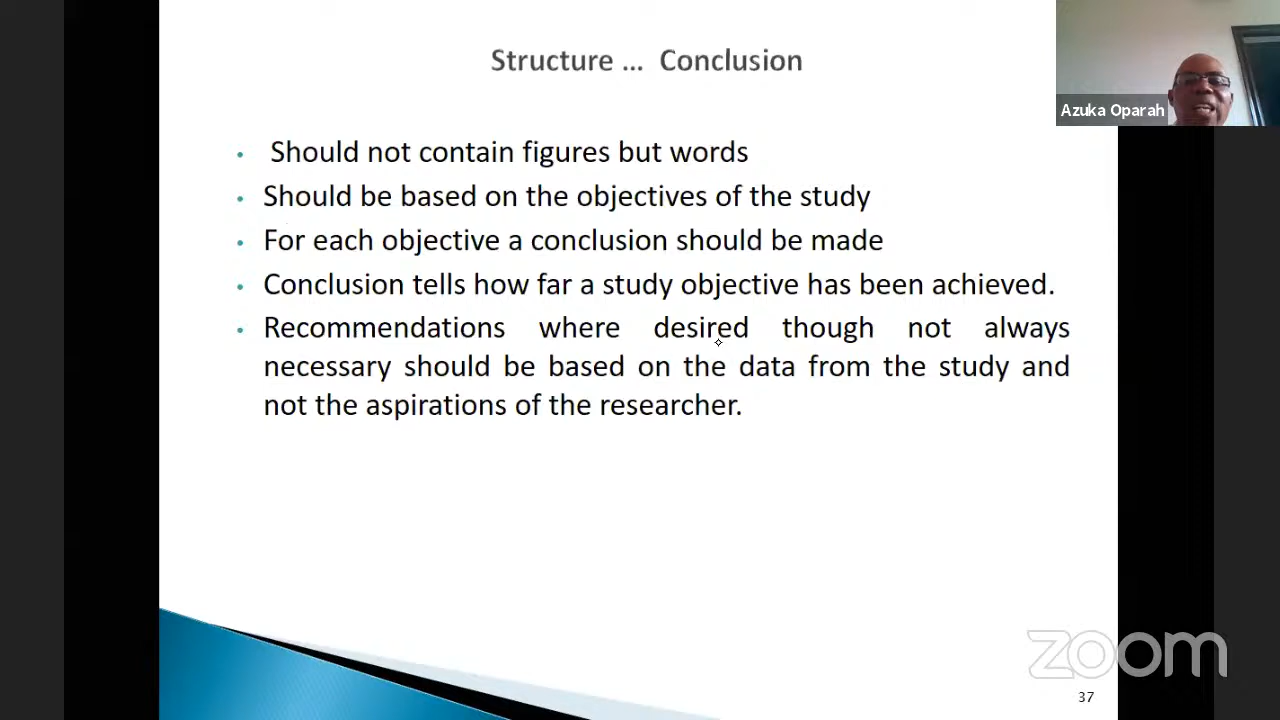 Structure ... Conclusion
Azuka Oparah
• Should not contain figures but words
• Should be based on the objectives of the study
• For each objective a conclusion should be made
• Conclusion tells how far a study objective has been achieved.
• Recommendations where desired though not always
necessary should be based on the data from the study and
not the aspirations of the researcher.
zoom
37